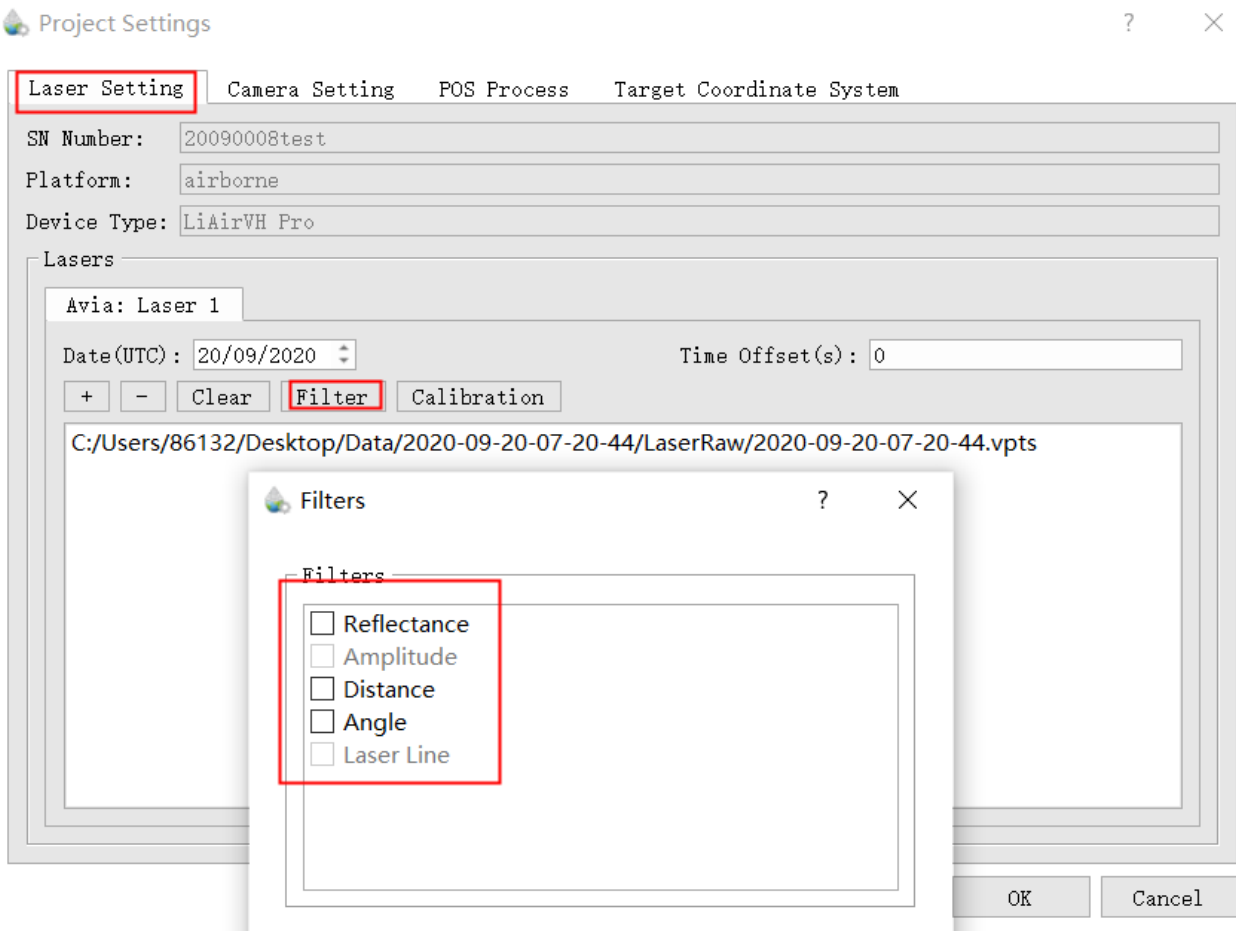 Project Settings
Laser Setting Camera Setting POS Process Target Coordinate System
SN Number: 20090008test
Platform: airborne
Device Type: LiAirVH Pro
Lasers
Avia: Laser 1
Date(UTC): 20/09/2020 Time Offset(s): 0
+ - Clear Filter Calibration
C:/Users/86132/Desktop/Data/2020-09-20-07-20-44/LaserRaw/2020-09-20-07-20-44.vpts
Filters
Filters
Reflectance
Amplitude
Distance
Angle
Laser Line
OK Cancel